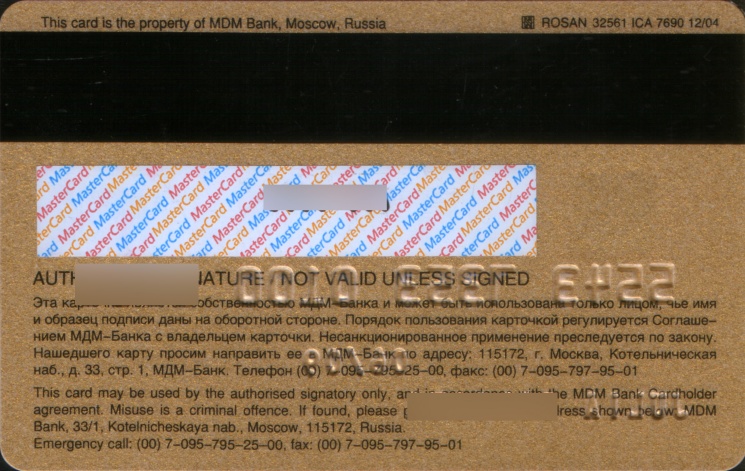 This card is the property of MDM Bank, Moscow, Russia
ROSAN 32561 ICA 7690 12/04
MasterCard MasterCard MasterCard MasterCard MasterCard
NOT VALID UNLESS SIGNED
Эта МДМ-Банка и может быть использована только лицом, чье имя
и образец подписи даны на оборотной стороне. Порядок пользования карточкой регулируется Соглаше-
нием МДМ-Банка с владельцем карточки. Несанкционированное применение преследуется по закону.
Нашедшего карту просим направить ее в МДМ-Банк по адресу: 115172, г. Москва, Котельническая
наб., д. 33, стр. 1, МДМ-Банк. Телефон (00) 7-095-795-25-00, факс: (00) 7-095-797-95-01
This card may be used by the authorised signatory only, and in accordance with the MDM Bank Cardholder
agreement. Misuse is a criminal offence. If found, please shown below: MDM
Bank, 33/1, Kotelnicheskaya nab., Moscow, 115172, Russia.
Emergency call: (00) 7-095-795-25-00, fax: (00) 7-095-797-95-01